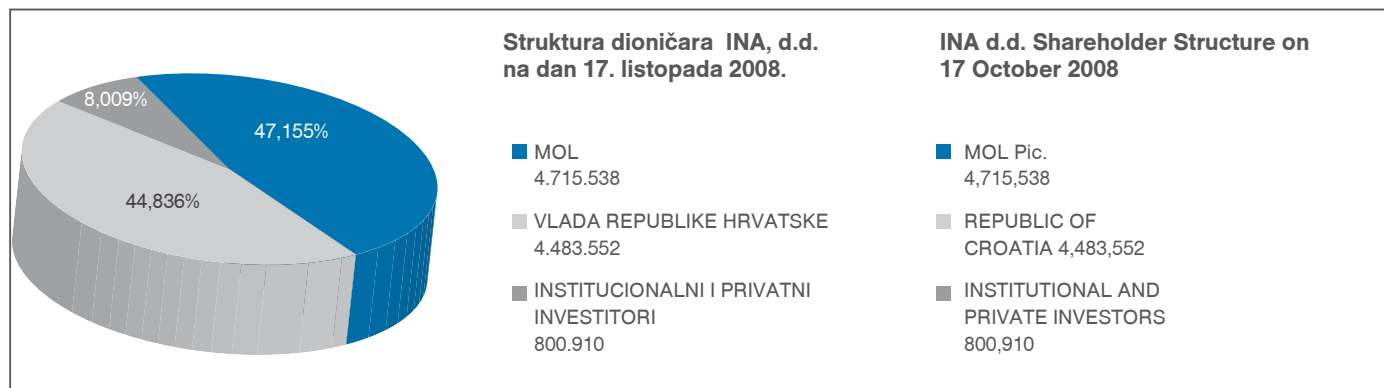 8,009%
47,155%
44,836%
Struktura dioničara INA, d.d.
na dan 17. listopada 2008.
MOL
4.715.538
VLADA REPUBLIKE HRVATSKE
4.483.552
INSTITUCIONALNI I PRIVATNI
INVESTITORI
800.910
INA d.d. Shareholder Structure on
17 October 2008
MOL Pic.
4,715,538
REPUBLIC OF
CROATIA 4,483,552
INSTITUTIONAL AND
PRIVATE INVESTORS
800,910